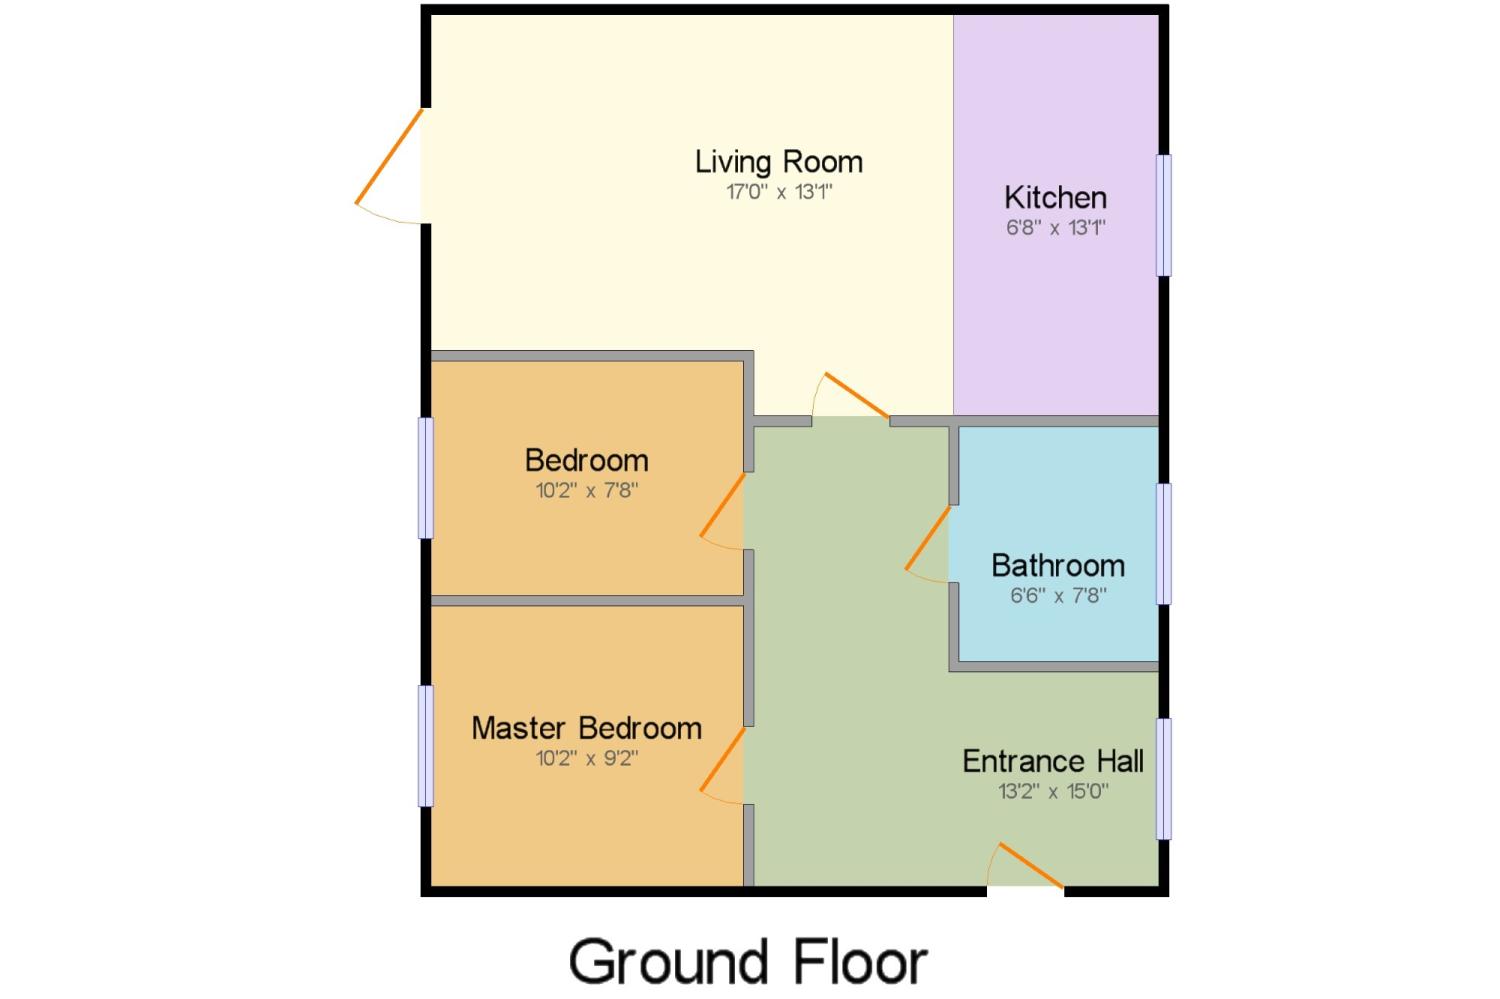 Living Room
17'0" x 13'1"
Kitchen
6'8" x 13'1"
Bedroom
10'2" x 7'8"
Bathroom
6'6" x 7'8"
Master Bedroom
10'2" x 9'2"
Entrance Hall
13'2" x 15'0"
Ground Floor